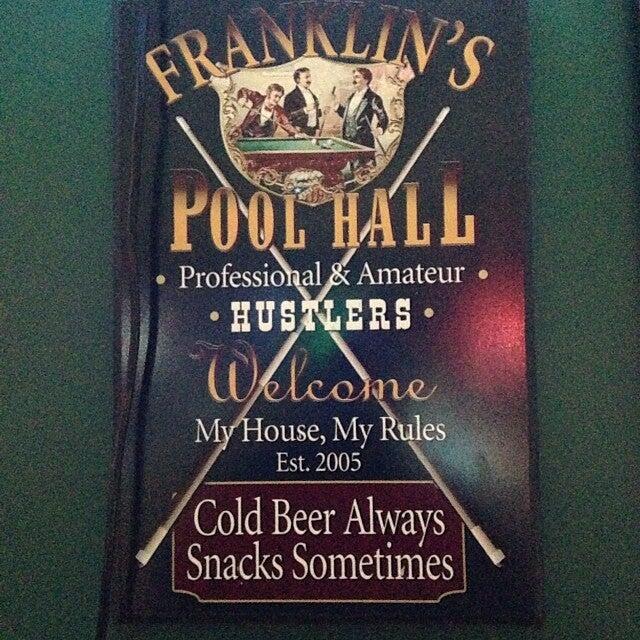 FRANKLIN'S
POOL HALL
• Professional & Amateur •
• HUSTLERS •
Welcome
My House, My Rules
Est. 2005
Cold Beer Always
Snacks Sometimes